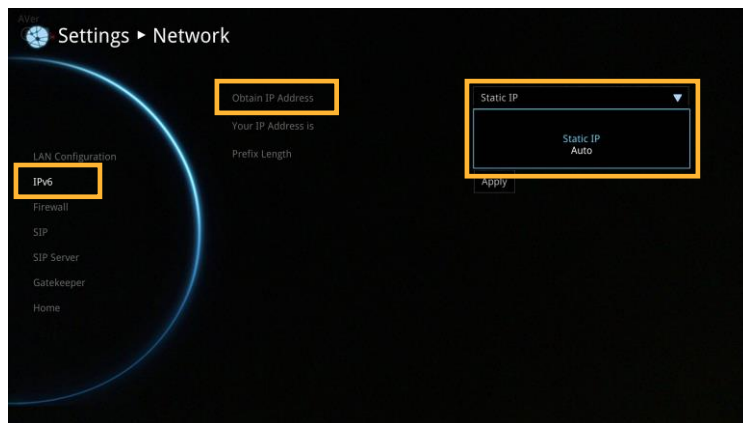 AVer
Settings ▸ Network
Obtain IP Address
Static IP
Your IP Address is
Static IP
Auto
LAN Configuration
Prefix Length
IPv6
Apply
Firewall
SIP
SIP Server
Gatekeeper
Home